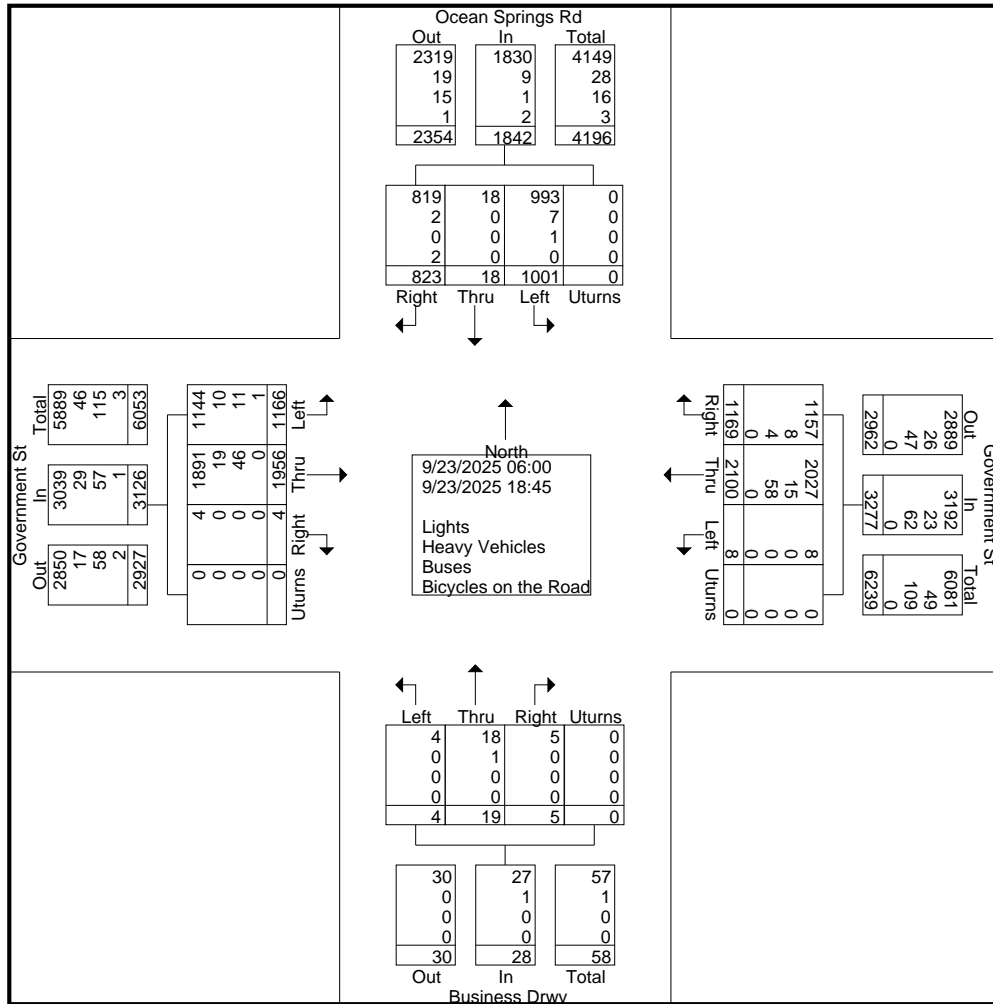 Ocean Springs Rd
Out In Total
2319 1830 4149
19 9 28
15 1 16
1 2 3
2354 1842 4196
819 18 993 0
2 0 7 0
0 0 1 0
2 0 0 0
823 18 1001 0
Right Thru Left Uturns
Government St
Total 5889 46 115 3 6053
In 3039 29 57 1 3126
Out 2850 17 58 2 2927
Left 1144 10 11 1 1166
Thru 1891 19 46 0 1956
Right 4 0 0 0 4
Uturns 0 0 0 0 0
North
9/23/2025 06:00
9/23/2025 18:45
Lights
Heavy Vehicles
Buses
Bicycles on the Road
Right 1157 8 4 0 1169
Thru 2027 15 58 0 2100
Left 8 0 0 0 8
Uturns 0 0 0 0 0
Government St
Out 2889 26 47 0 2962
In 3192 23 62 0 3277
Total 6081 49 109 0 6239
Left Thru Right Uturns
4 18 5 0
0 1 0 0
0 0 0 0
0 0 0 0
4 19 5 0
30 27 57
0 1 1
0 0 0
0 0 0
30 28 58
Out In Total
Business Drwy